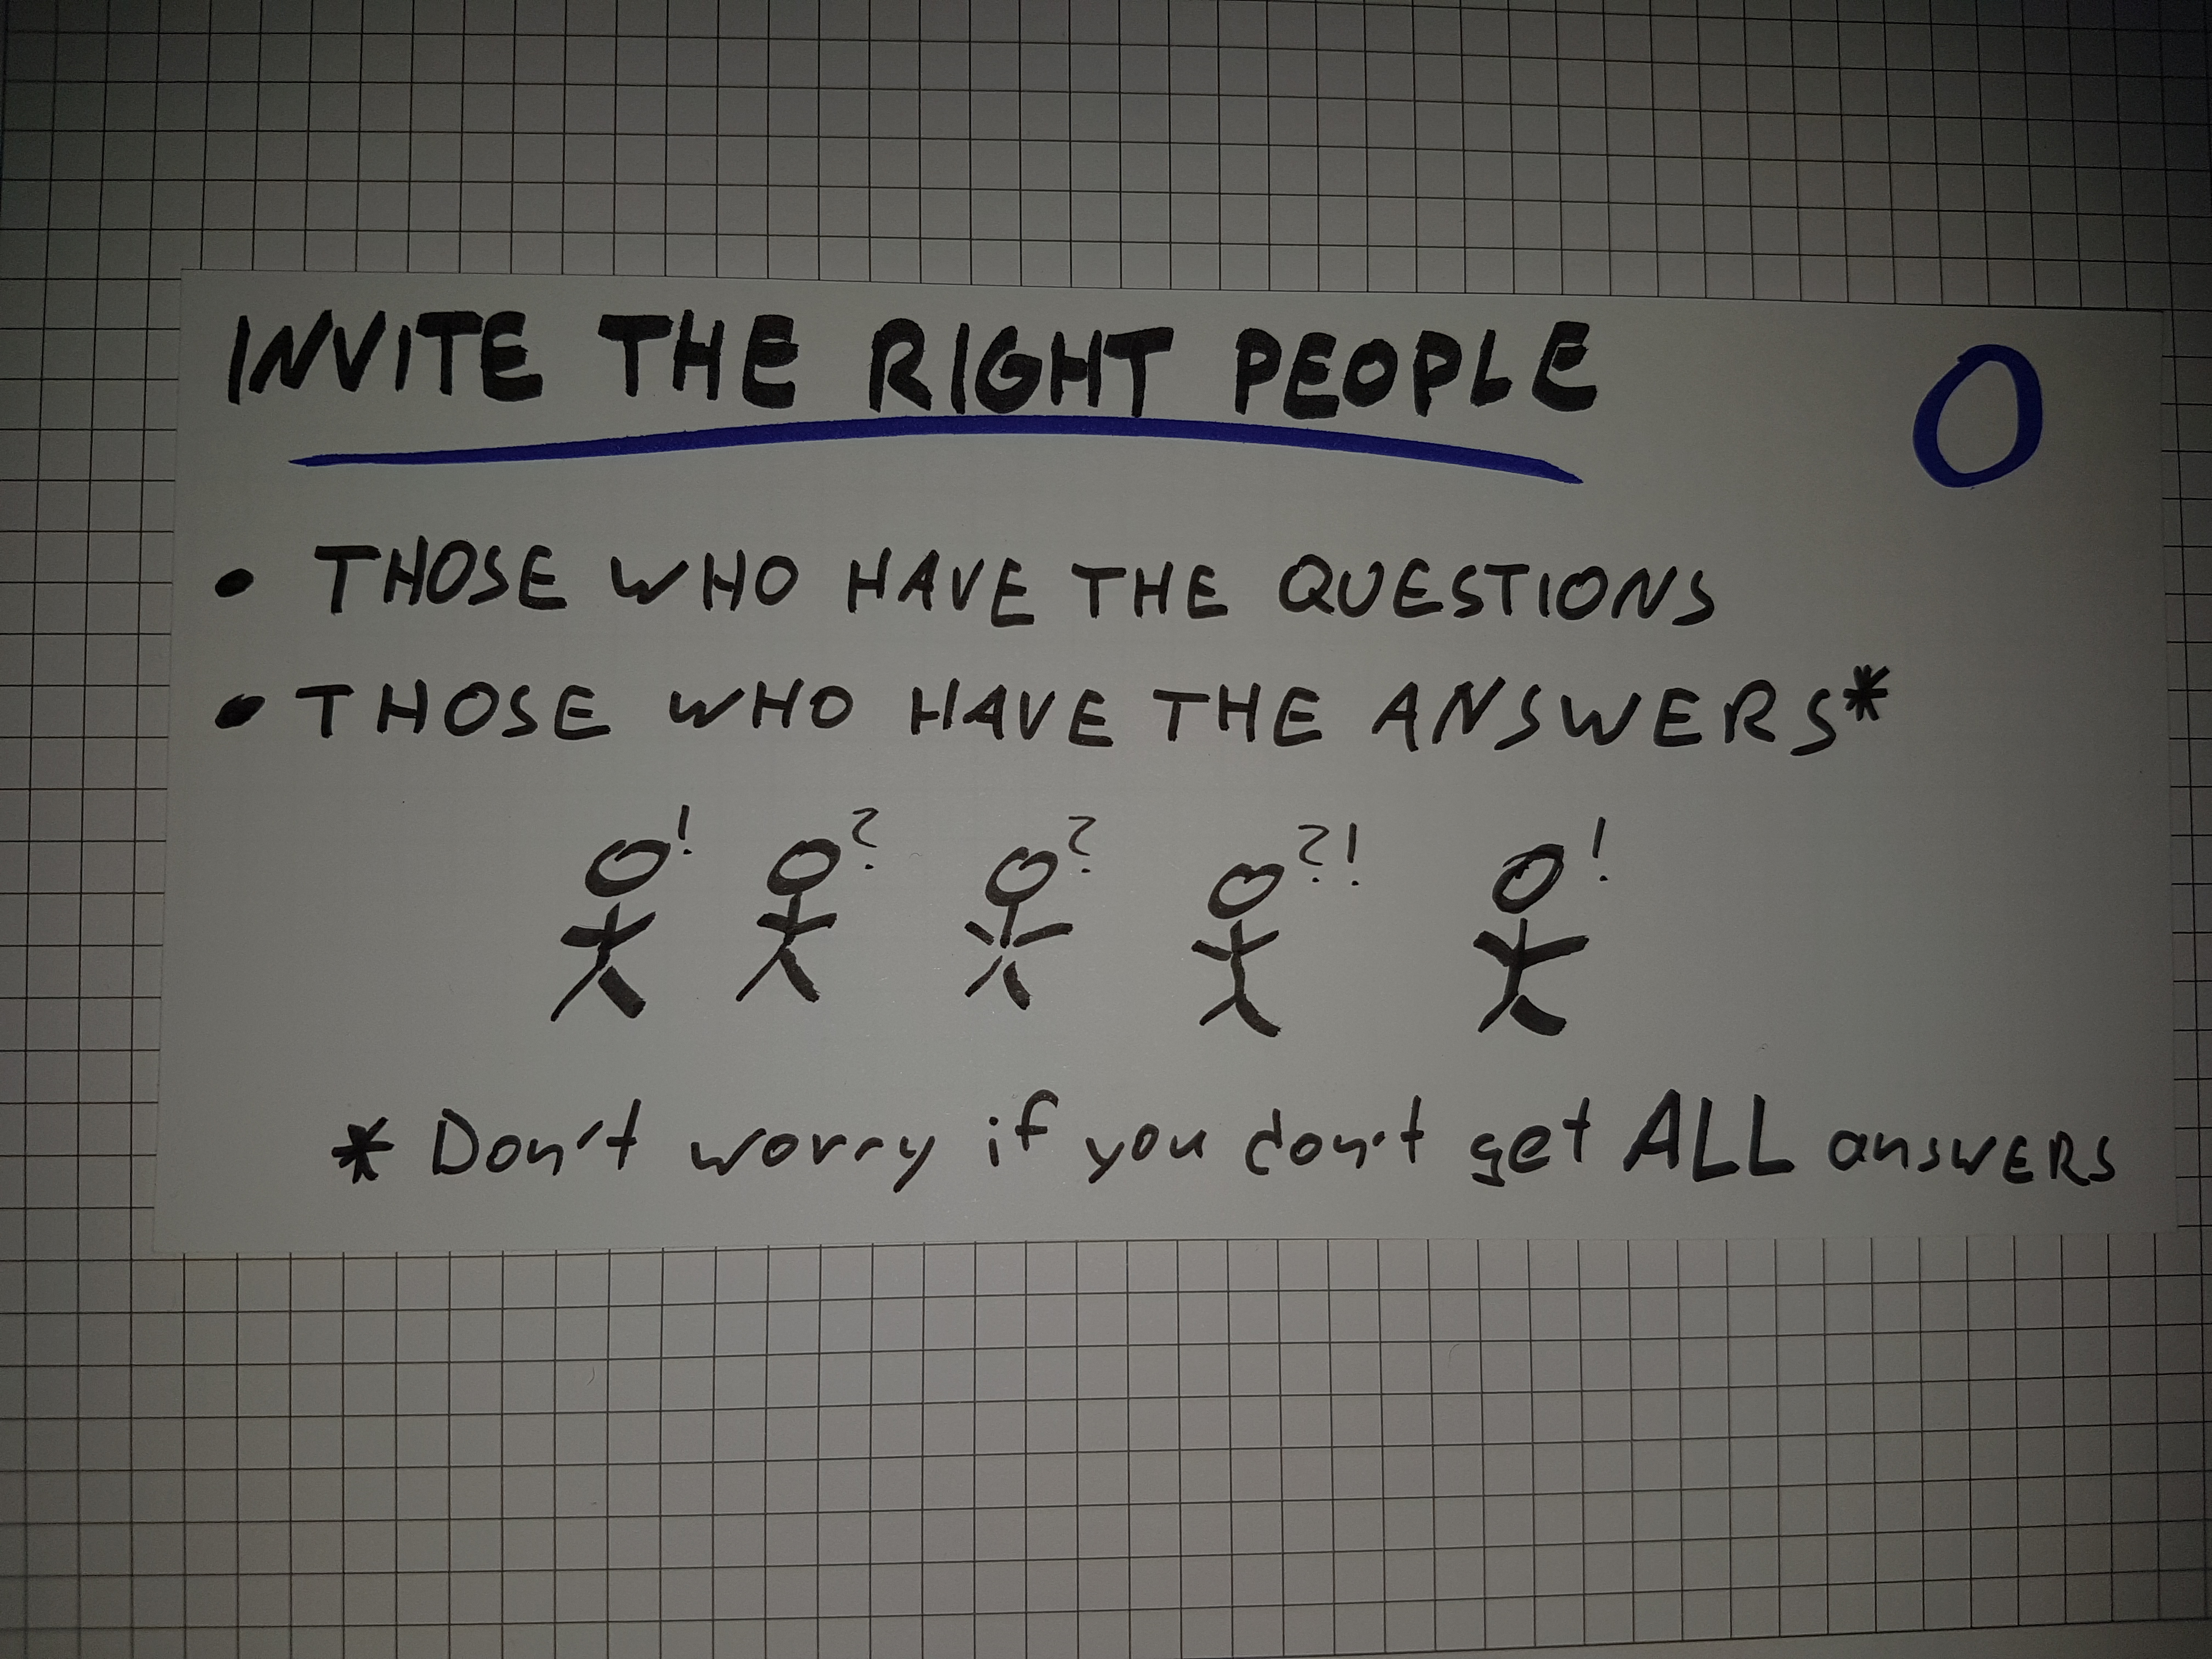 INVITE THE RIGHT PEOPLE 0
• THOSE WHO HAVE THE QUESTIONS
• THOSE WHO HAVE THE ANSWERS*
! ? ? ?! !
* Don't worry if you don't get ALL answers